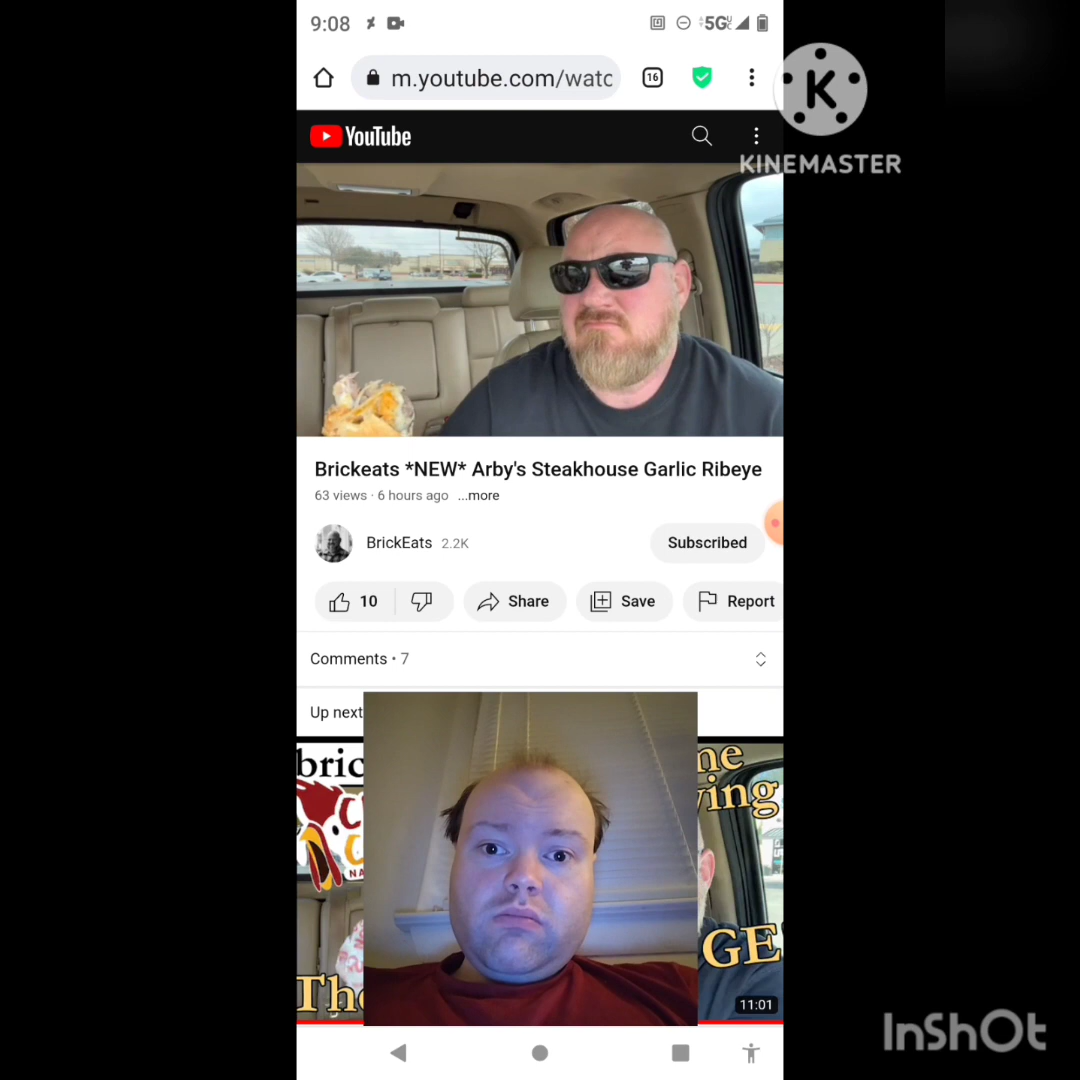 9:08
5G
m.youtube.com/watc
16
K
KINEMASTER
YouTube
Brickeats *NEW* Arby's Steakhouse Garlic Ribeye
63 views · 6 hours ago ...more
BrickEats 2.2K
Subscribed
10
Share
Save
Report
Comments • 7
Up next
GE
11:01
InShOt